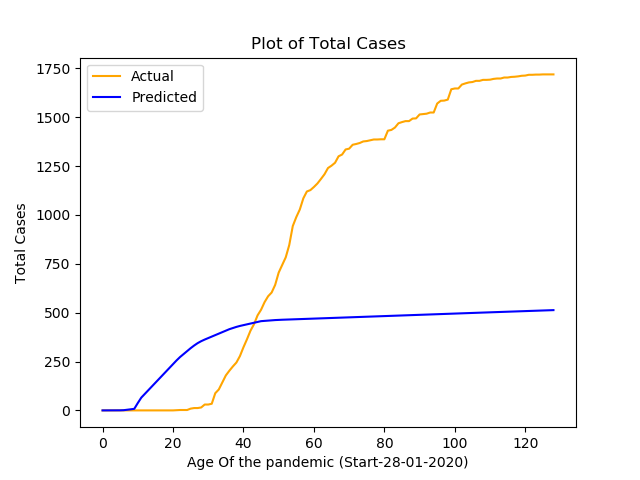 Plot of Total Cases
Actual
Predicted
1750
1500
1250
1000
750
500
250
0
Total Cases
0 20 40 60 80 100 120
Age Of the pandemic (Start-28-01-2020)